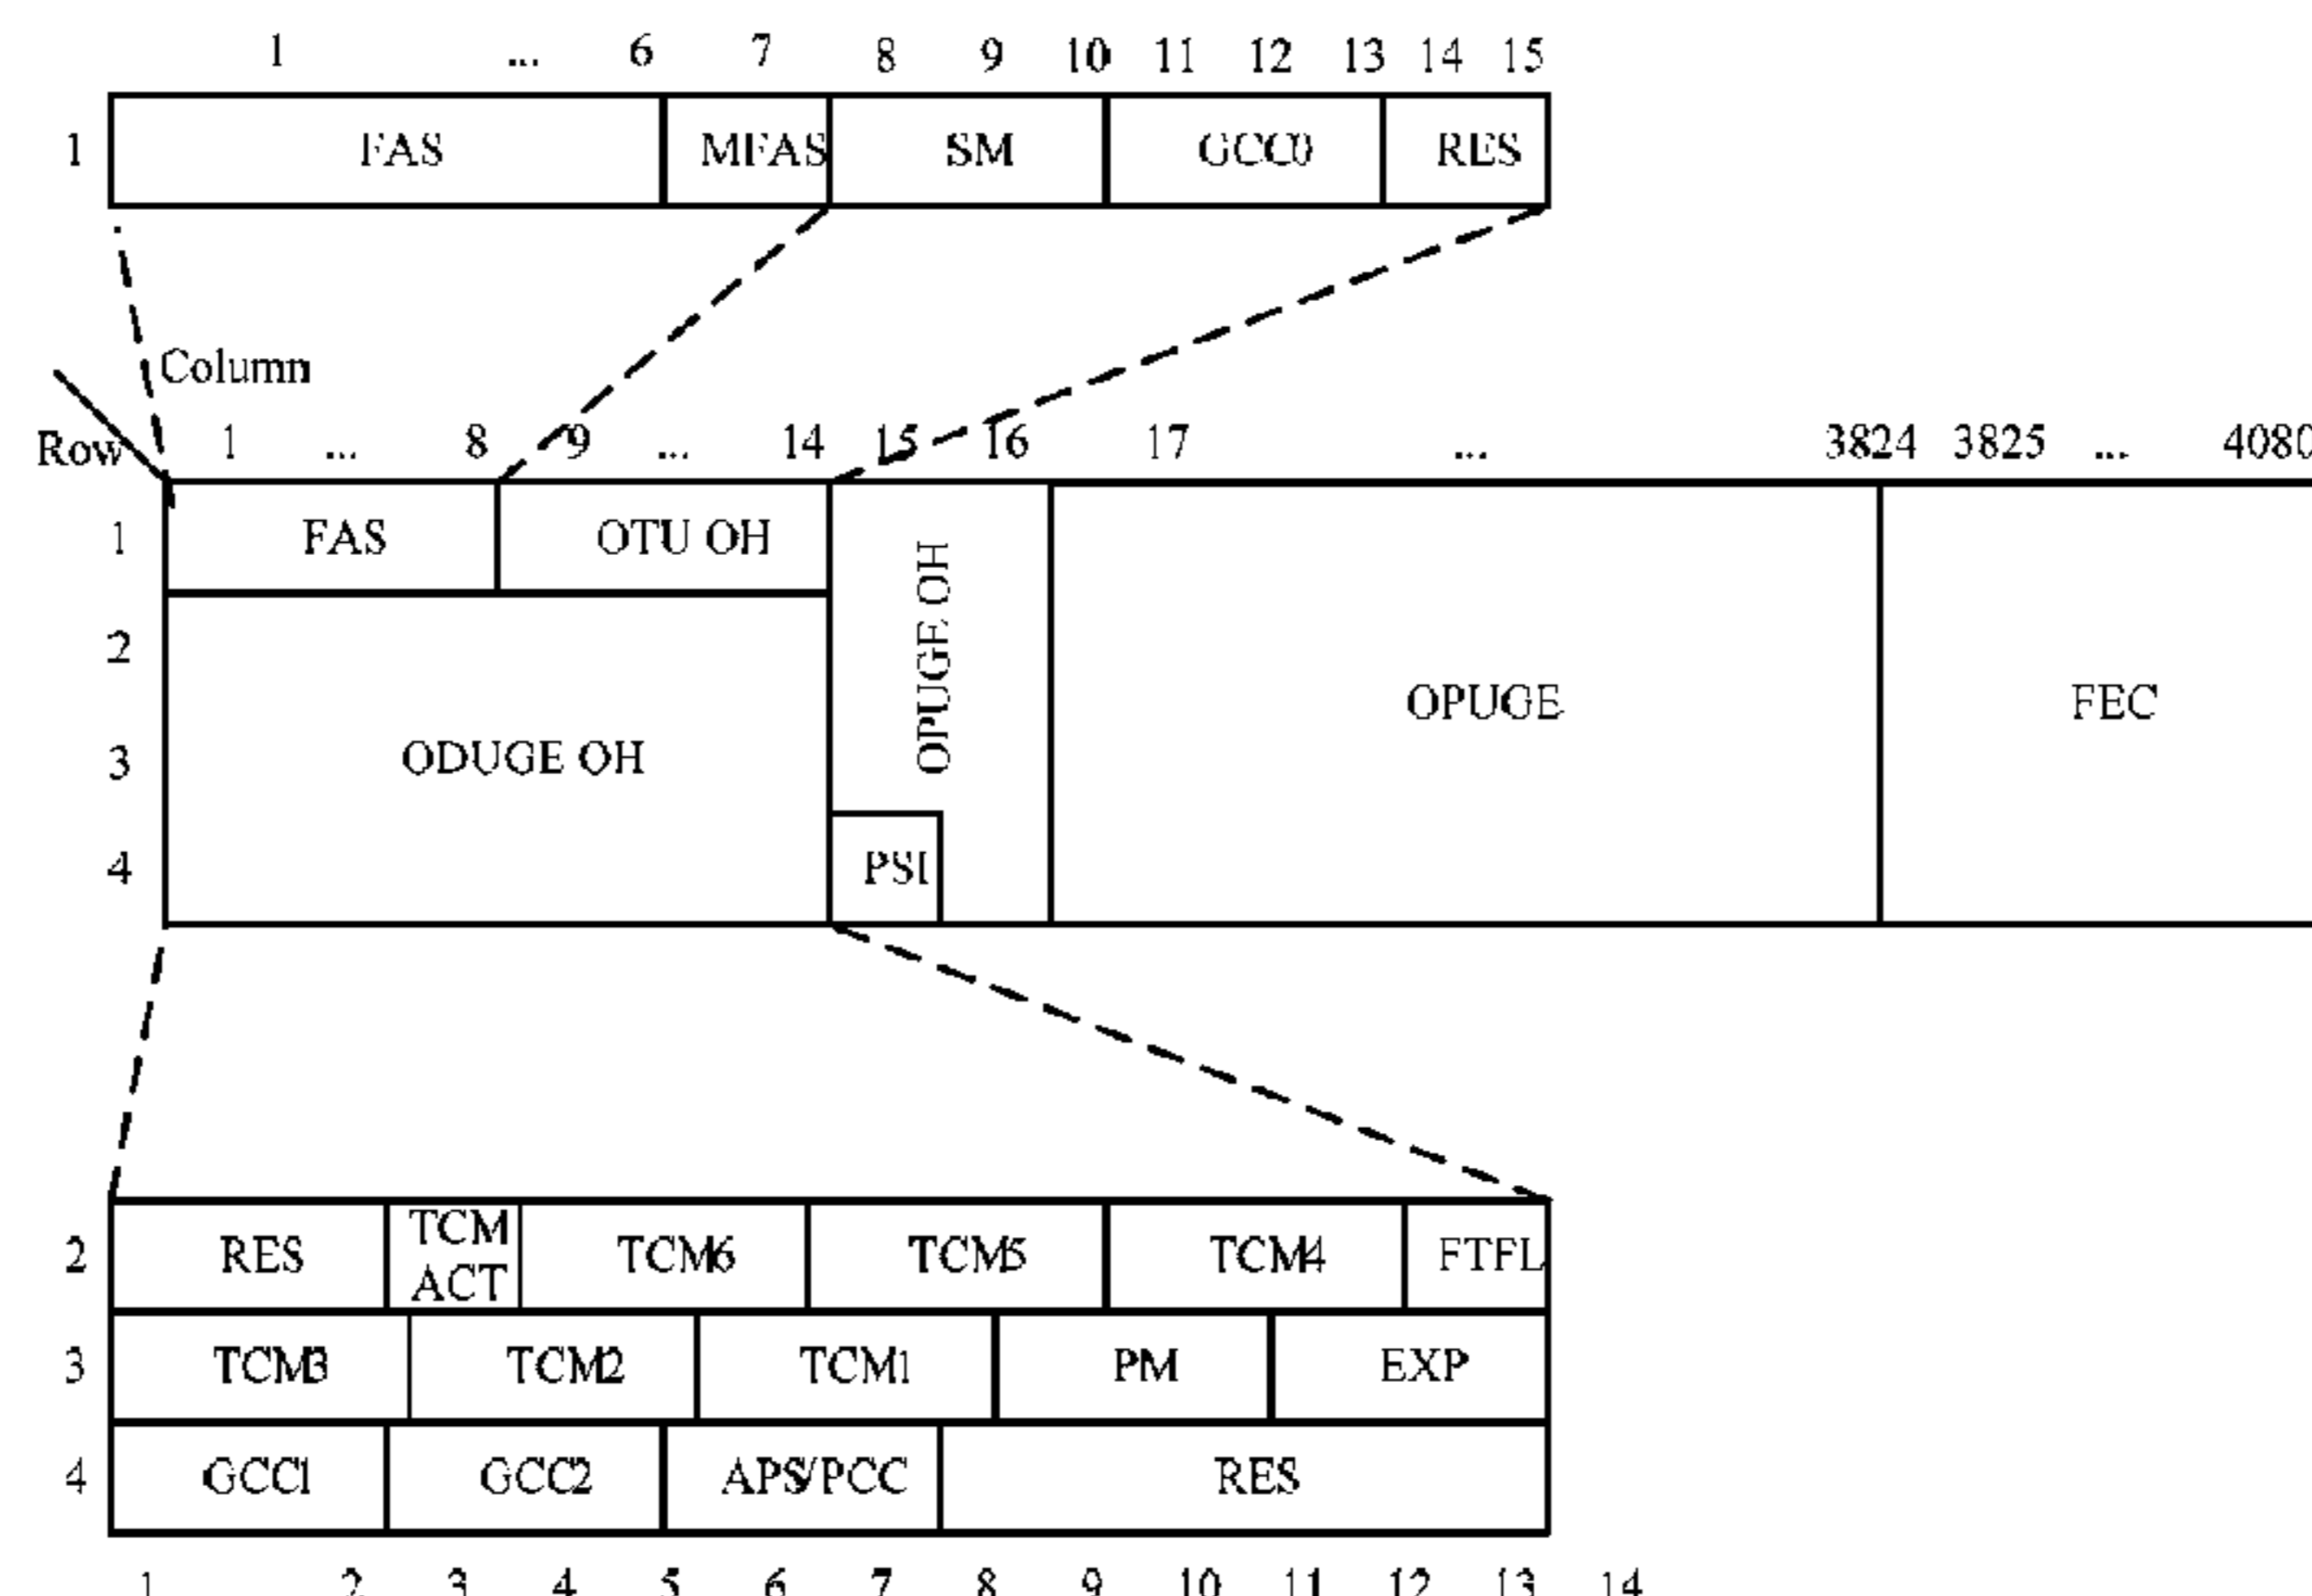 1 ... 6 7 8 9 10 11 12 13 14 15
1 FAS MFAS SM GCC0 RES
Column
Row 1 ... 8 9 ... 14 15 16 17 ... 3824 3825 ... 4080
1 FAS OTU OH
2
3 ODUGE OH
4
OPUGE OH
PSI
OPUGE
FEC
2 RES TCM ACT TCM6 TCM5 TCM4 FTFL
3 TCM3 TCM2 TCM1 PM EXP
4 GCC1 GCC2 APS/PCC RES
1 2 3 4 5 6 7 8 9 10 11 12 13 14